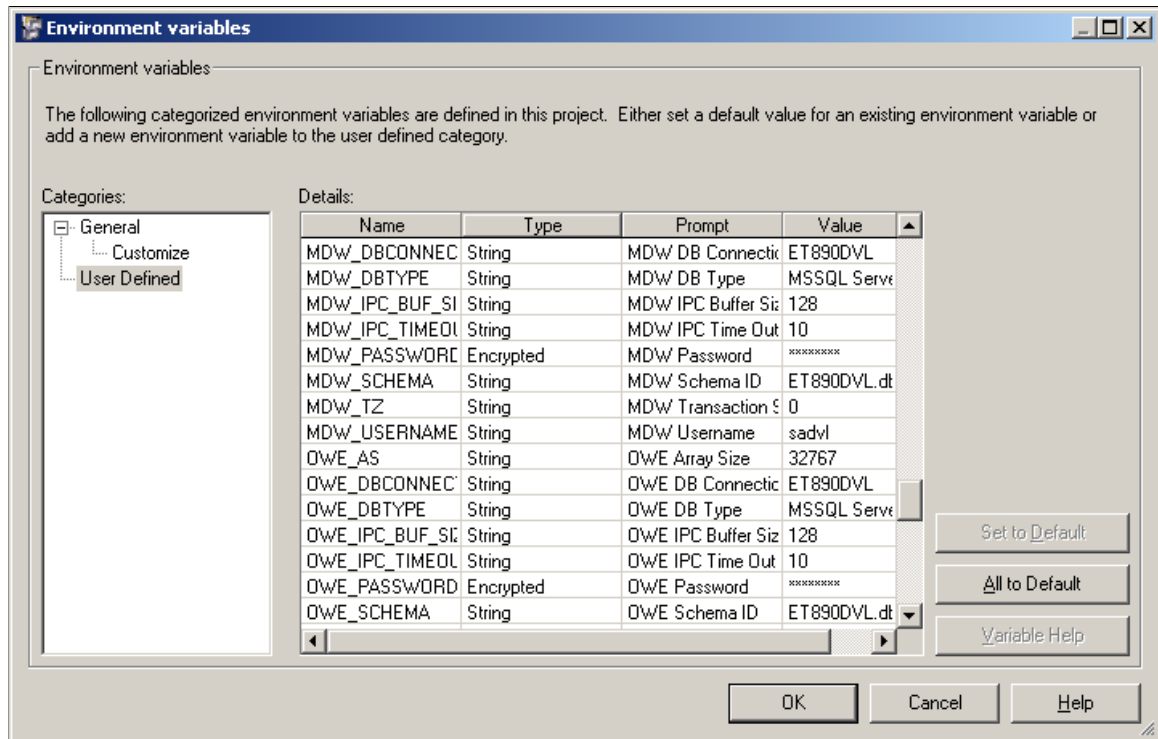 Environment variables
Environment variables
The following categorized environment variables are defined in this project. Either set a default value for an existing environment variable or
add a new environment variable to the user defined category.
Categories:
General
Customize
User Defined
Details:
Name Type Prompt Value
MDW_DBCONNEC String MDW DB Connectic ET890DVL
MDW_DBTYPE String MDW DB Type MSSQL Serve
MDW_IPC_BUF_SI String MDW IPC Buffer Siz 128
MDW_IPC_TIMEOU String MDW IPC Time Out 10
MDW_PASSWORD Encrypted MDW Password ********
MDW_SCHEMA String MDW Schema ID ET890DVL.db
MDW_TZ String MDW Transaction S 0
MDW_USERNAME String MDW Username sadvl
OWE_AS String OWE Array Size 32767
OWE_DBCONNECT String OWE DB Connectic ET890DVL
OWE_DBTYPE String OWE DB Type MSSQL Serve
OWE_IPC_BUF_SIZ String OWE IPC Buffer Siz 128
OWE_IPC_TIMEOU String OWE IPC Time Out 10
OWE_PASSWORD Encrypted OWE Password ********
OWE_SCHEMA String OWE Schema ID ET890DVL.db
Set to Default
All to Default
Variable Help
OK Cancel Help